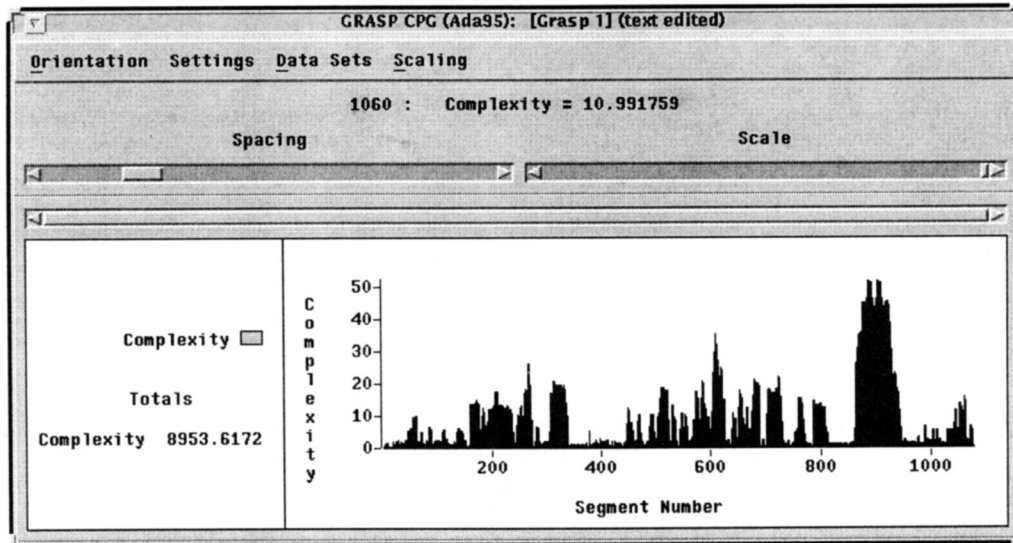 GRASP CPG (Ada95): [Grasp 1] (text edited)
Orientation Settings Data Sets Scaling
1060 : Complexity = 10.991759
Spacing Scale
Complexity
Totals
Complexity 8953.6172
Complexity
50
40
30
20
10
0
200 400 600 800 1000
Segment Number